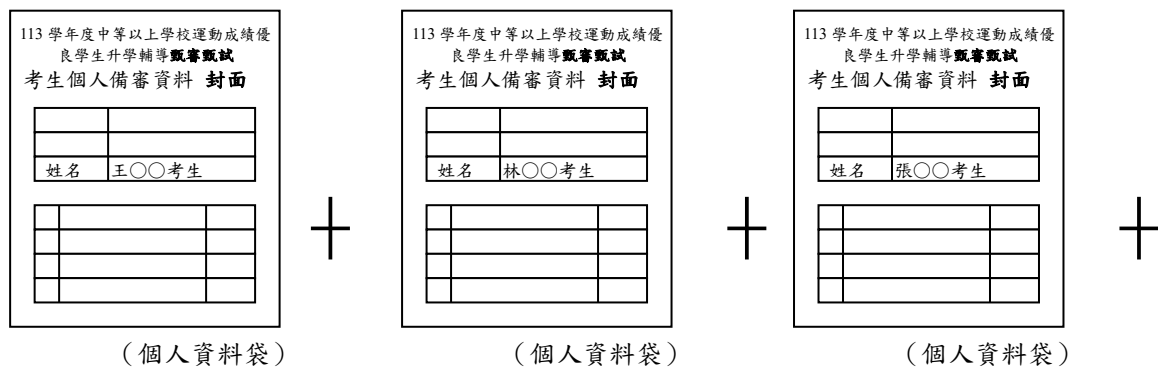 113 學年度中等以上學校運動成績優
良學生升學輔導甄審甄試
考生個人備審資料 封面
姓名 王○○考生
（個人資料袋）
+
113 學年度中等以上學校運動成績優
良學生升學輔導甄審甄試
考生個人備審資料 封面
姓名 林○○考生
（個人資料袋）
+
113 學年度中等以上學校運動成績優
良學生升學輔導甄審甄試
考生個人備審資料 封面
姓名 張○○考生
（個人資料袋）
+